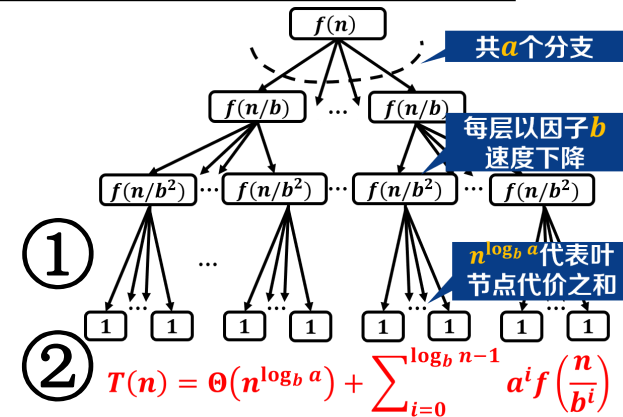 f(n)
共a个分支
f(n/b) ... f(n/b)
每层以因子b
速度下降
f(n/b²) ... f(n/b²) ... f(n/b²) ... f(n/b²)
①
...
n^{log_b a}代表叶
节点代价之和
... ... ... ...
1 1 1 1 1 1 1 1
②
T(n) = Θ(n^{log_b a}) + ∑_{i=0}^{log_b n−1} a^i f(n/b^i)